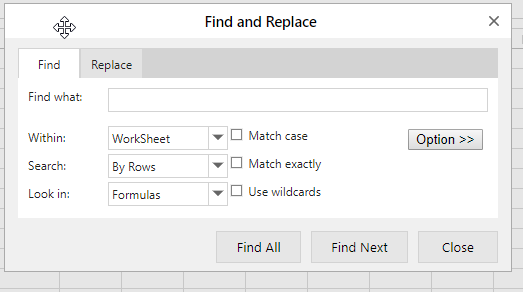 Find and Replace
Find Replace
Find what:
Within: WorkSheet Match case Option >>
Search: By Rows Match exactly
Look in: Formulas Use wildcards
Find All Find Next Close